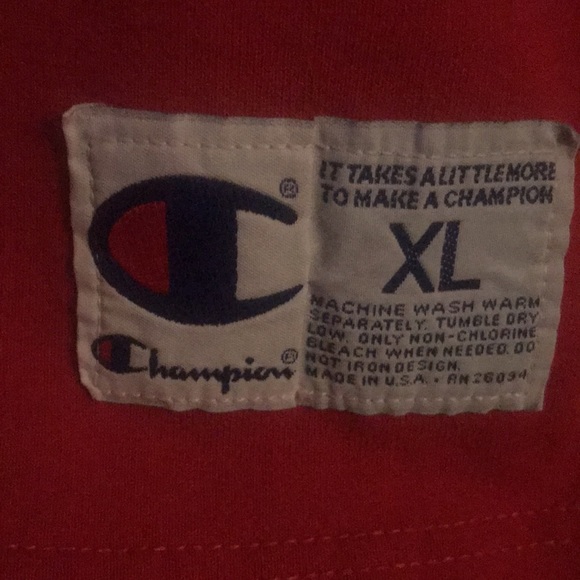 ®
Champion®
IT TAKES A LITTLE MORE
TO MAKE A CHAMPION
XL
MACHINE WASH WARM
SEPARATELY. TUMBLE DRY
LOW. ONLY NON-CHLORINE
BLEACH WHEN NEEDED. DO
NOT IRON DESIGN.
MADE IN U.S.A. • RN 26094